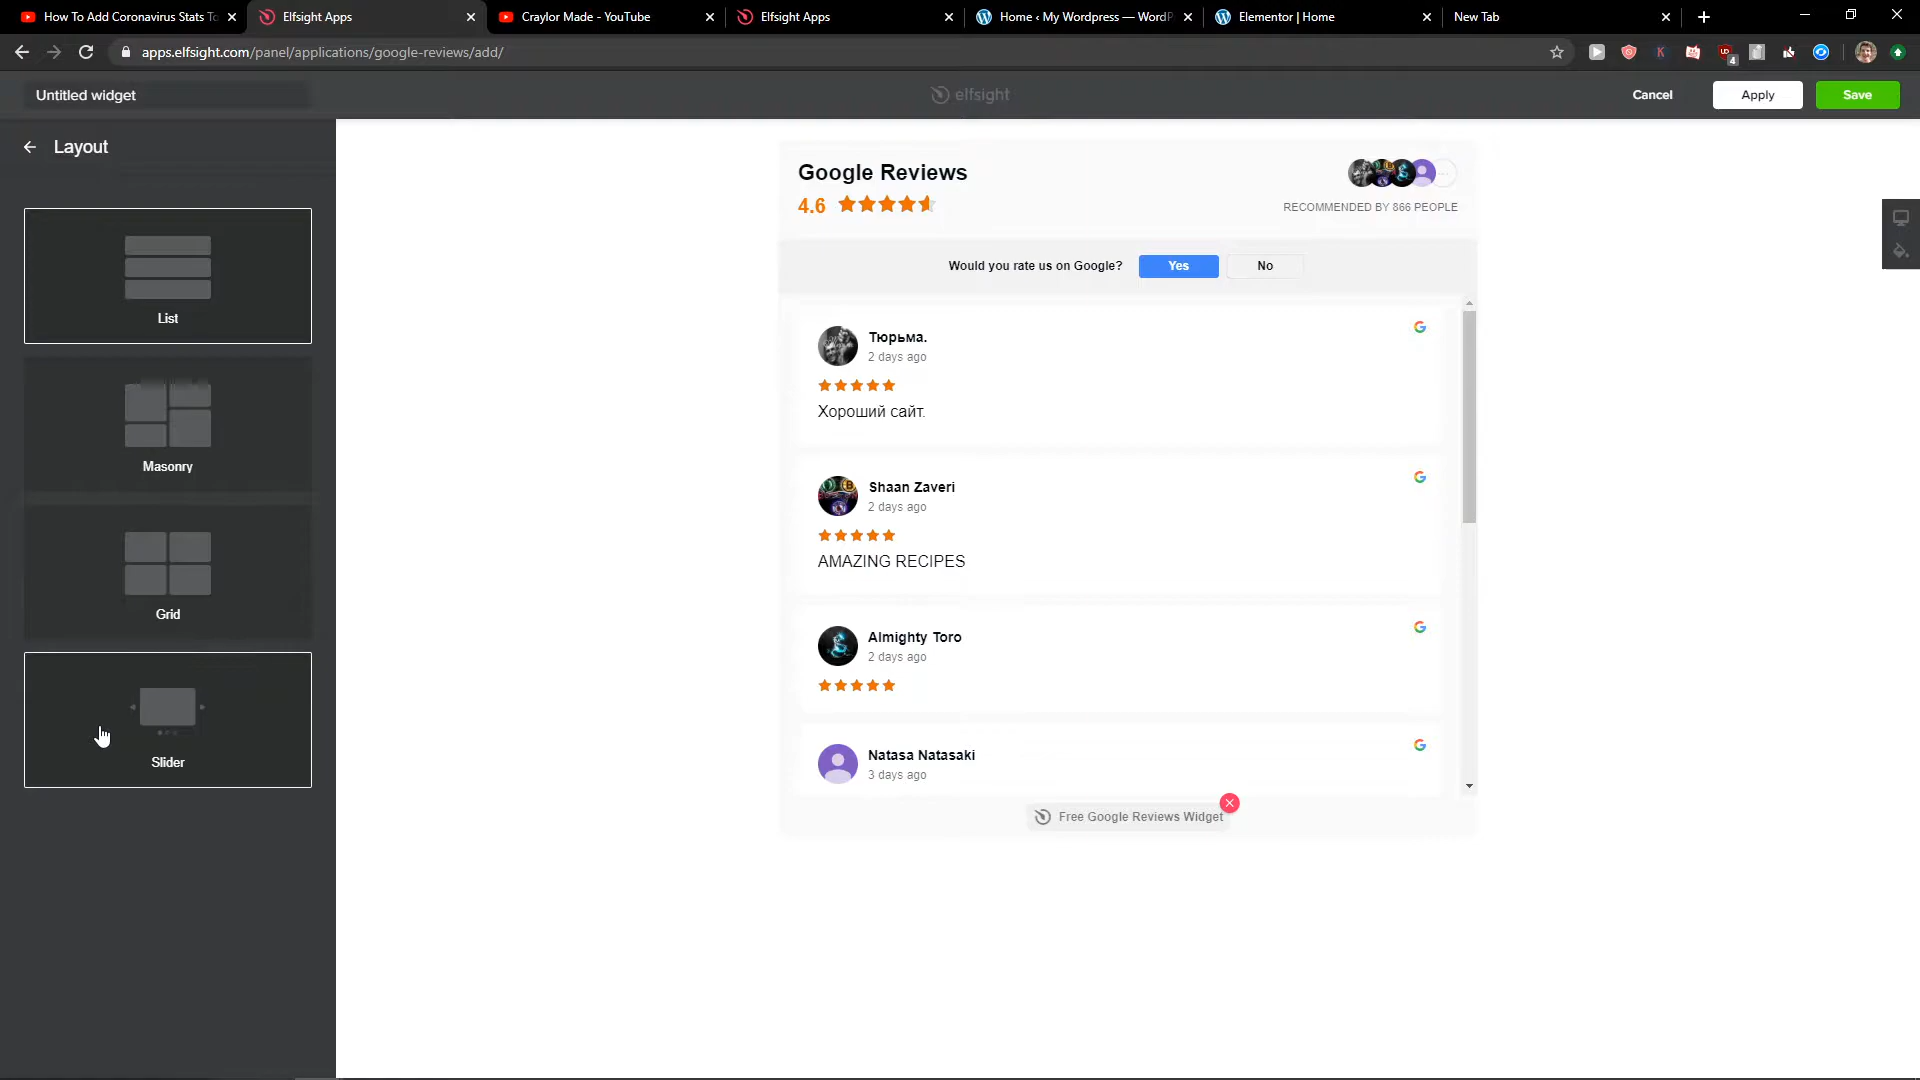 How To Add Coronavirus Stats To
Elfsight Apps
Craylor Made - YouTube
Elfsight Apps
Home ‹ My Wordpress — WordP
Elementor | Home
New Tab
apps.elfsight.com/panel/applications/google-reviews/add/
4
Untitled widget
elfsight
Cancel
Apply
Save
Layout
List
Masonry
Grid
Slider
Google Reviews
4.6
RECOMMENDED BY 866 PEOPLE
Would you rate us on Google?
Yes
No
Тюрьма.
2 days ago
Хороший сайт.
Shaan Zaveri
2 days ago
AMAZING RECIPES
Almighty Toro
2 days ago
Natasa Natasaki
3 days ago
Free Google Reviews Widget